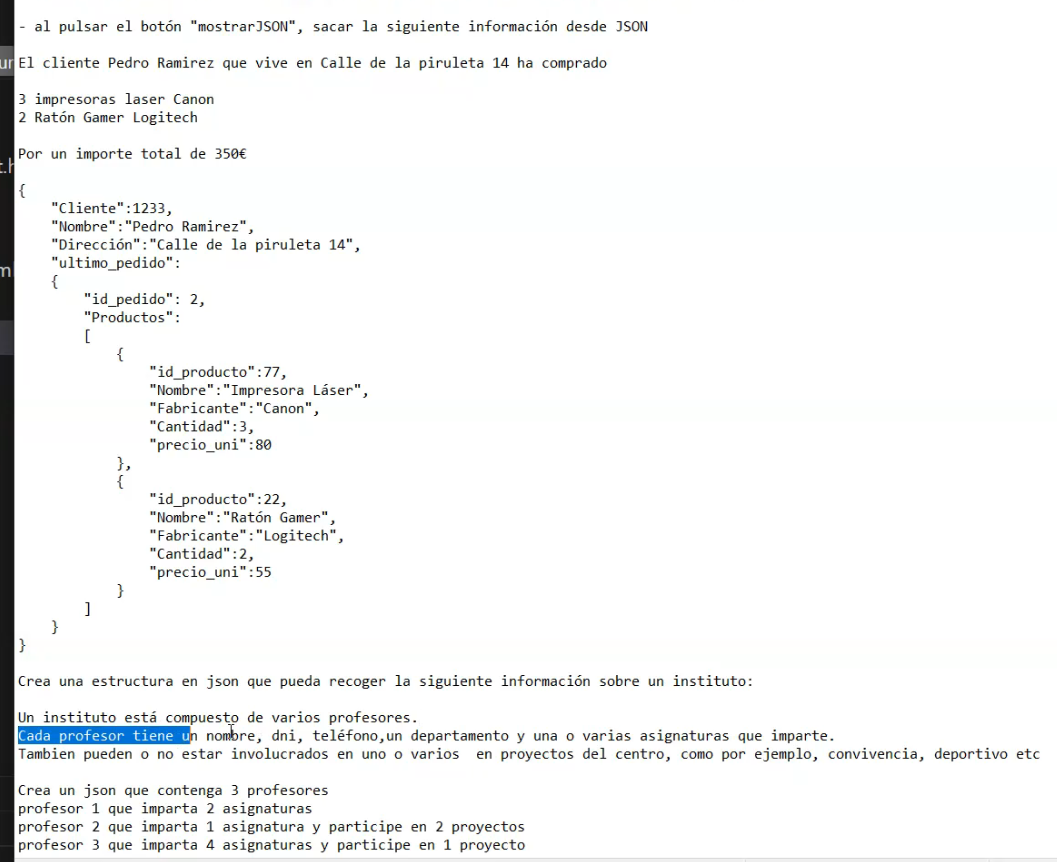 - al pulsar el botón "mostrarJSON", sacar la siguiente información desde JSON
El cliente Pedro Ramirez que vive en Calle de la piruleta 14 ha comprado
3 impresoras laser Canon
2 Ratón Gamer Logitech
Por un importe total de 350€
{
"Cliente":1233,
"Nombre":"Pedro Ramirez",
"Dirección":"Calle de la piruleta 14",
"ultimo_pedido":
{
"id_pedido": 2,
"Productos":
[
{
"id_producto":77,
"Nombre":"Impresora Láser",
"Fabricante":"Canon",
"Cantidad":3,
"precio_uni":80
},
{
"id_producto":22,
"Nombre":"Ratón Gamer",
"Fabricante":"Logitech",
"Cantidad":2,
"precio_uni":55
}
]
}
}
Crea una estructura en json que pueda recoger la siguiente información sobre un instituto:
Un instituto está compuesto de varios profesores.
Cada profesor tiene un nombre, dni, teléfono,un departamento y una o varias asignaturas que imparte.
Tambien pueden o no estar involucrados en uno o varios  en proyectos del centro, como por ejemplo, convivencia, deportivo etc
Crea un json que contenga 3 profesores
profesor 1 que imparta 2 asignaturas
profesor 2 que imparta 1 asignatura y participe en 2 proyectos
profesor 3 que imparta 4 asignaturas y participe en 1 proyecto